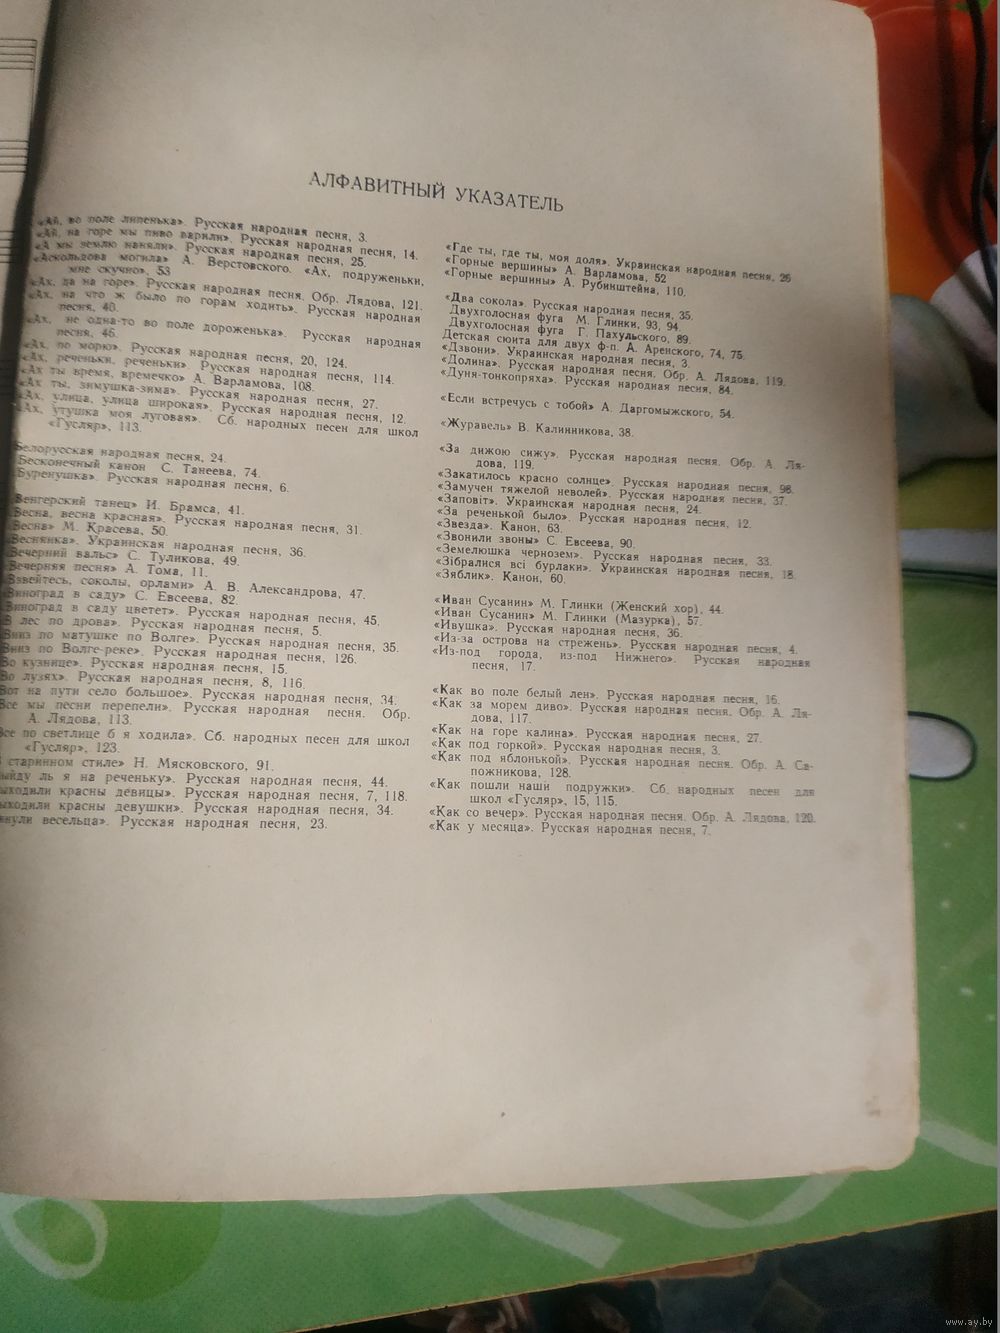 АЛФАВИТНЫЙ УКАЗАТЕЛЬ
«Ай, во поле липенька». Русская народная песня, 3.
«Ай, на горе мы пиво варили». Русская народная песня, 14.
«А мы землю наняли». Русская народная песня, 25.
«Аскольдова могила» А. Верстовского. «Ах, подруженьки,
мне скучно», 53
«Ах, да на горе». Русская народная песня. Обр. Лядова, 121.
«Ах, на что ж было по горам ходить». Русская народная
песня, 40.
«Ах, не одна-то во поле дороженька». Русская народная
песня, 46.
«Ах, по морю». Русская народная песня, 20, 124.
«Ах, реченьки, реченьки». Русская народная песня, 114.
«Ах ты время, времечко» А. Варламова, 108.
«Ах ты, зимушка-зима». Русская народная песня, 27.
«Ах, улица, улица широкая». Русская народная песня, 12.
«Ах, утушка моя луговая». Сб. народных песен для школ
«Гусляр», 113.
Белорусская народная песня, 24.
Бесконечный канон С. Танеева, 74.
Буренушка». Русская народная песня, 6.
Венгерский танец» И. Брамса, 41.
Весна, весна красная». Русская народная песня, 31.
Весна» М. Красева, 50.
Веснянка». Украинская народная песня, 36.
Вечерний вальс» С. Туликова, 49.
Вечерняя песня» А. Тома, 11.
Взвейтесь, соколы, орлами» А. В. Александрова, 47.
Виноград в саду» С. Евсеева, 82.
Виноград в саду цветет». Русская народная песня, 45.
В лес по дрова». Русская народная песня, 5.
Вниз по матушке по Волге». Русская народная песня, 35.
Вниз по Волге-реке». Русская народная песня, 126.
Во кузнице». Русская народная песня, 15.
Во лузях». Русская народная песня, 8, 116.
Вот на пути село большое». Русская народная песня, 34.
Все мы песни перепели». Русская народная песня. Обр.
А. Лядова, 113.
Все по светлице б я ходила». Сб. народных песен для школ
«Гусляр», 123.
старинном стиле» Н. Мясковского, 91.
ыйду ль я на реченьку». Русская народная песня, 44.
ыходили красны девицы». Русская народная песня, 7, 118.
ыходили красны девушки». Русская народная песня, 34.
янули весельца». Русская народная песня, 23.
«Где ты, где ты, моя доля». Украинская народная песня, 26
«Горные вершины» А. Варламова, 52
«Горные вершины» А. Рубинштейна, 110.
«Два сокола». Русская народная песня, 35.
Двухголосная фуга М. Глинки, 93, 94.
Двухголосная фуга Г. Пахульского, 89.
Детская сюита для двух ф-п. А. Аренского, 74, 75.
«Дзвони». Украинская народная песня, 3.
«Долина». Русская народная песня. Обр. А. Лядова, 119.
«Дуня-тонкопряха». Русская народная песня, 84.
«Если встречусь с тобой» А. Даргомыжского, 54.
«Журавель» В. Калинникова, 38.
«За дижою сижу». Русская народная песня. Обр. А. Ля-
дова, 119.
«Закатилось красно солнце». Русская народная песня, 98.
«Замучен тяжелой неволей». Русская народная песня, 37.
«Заповіт». Украинская народная песня, 24.
«За реченькой было». Русская народная песня, 12.
«Звезда». Канон, 63.
«Звонили звоны» С. Евсеева, 90.
«Земелюшка чернозем». Русская народная песня, 33.
«Зібралися всі бурлаки». Украинская народная песня, 18.
«Зяблик». Канон, 60.
«Иван Сусанин» М. Глинки (Женский хор), 44.
«Иван Сусанин» М. Глинки (Мазурка), 57.
«Ивушка». Русская народная песня, 36.
«Из-за острова на стрежень». Русская народная песня, 4.
«Из-под города, из-под Нижнего». Русская народная
песня, 17.
«Как во поле белый лен». Русская народная песня, 16.
«Как за морем диво». Русская народная песня. Обр. А. Ля-
дова, 117.
«Как на горе калина». Русская народная песня, 27.
«Как под горкой». Русская народная песня, 3.
«Как под яблонькой». Русская народная песня. Обр. А. Са-
пожникова, 128.
«Как пошли наши подружки». Сб. народных песен для
школ «Гусляр», 15, 115.
«Как со вечер». Русская народная песня. Обр. А. Лядова, 120.
«Как у месяца». Русская народная песня, 7.
www.ay.by